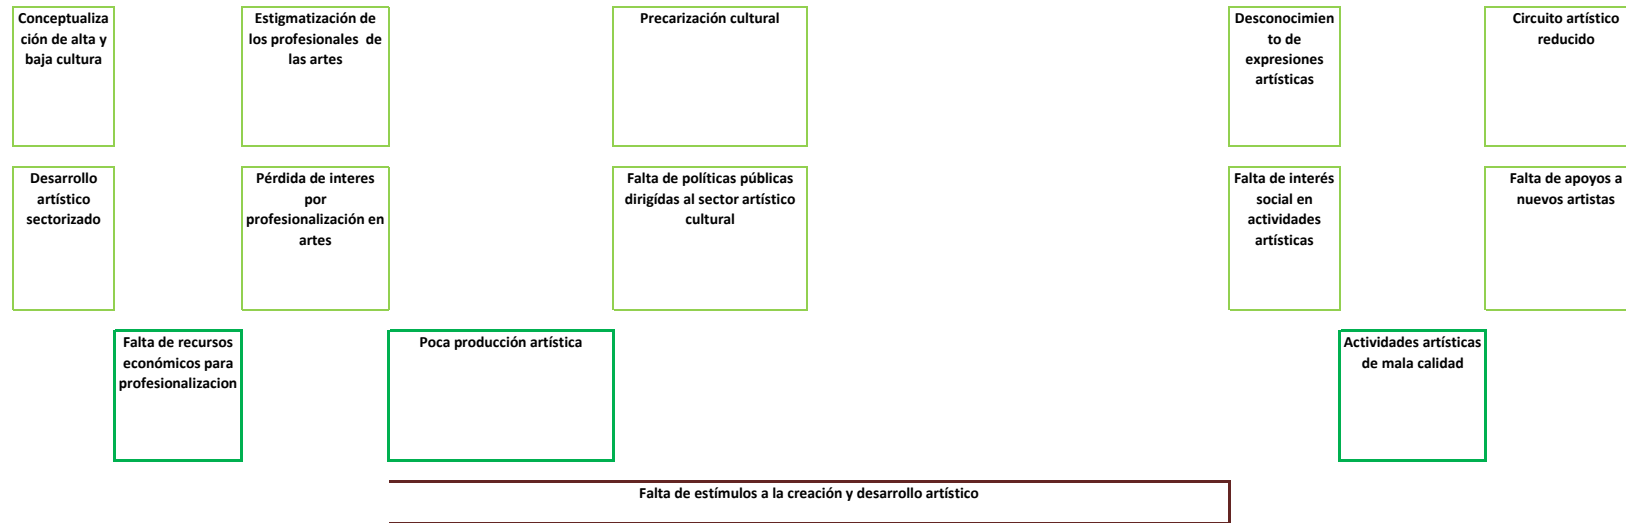 Conceptualiza
ción de alta y
baja cultura
Estigmatización de
los profesionales de
las artes
Precarización cultural
Desconocimien
to de
expresiones
artísticas
Circuito artístico
reducido
Desarrollo
artístico
sectorizado
Pérdida de interes
por
profesionalización en
artes
Falta de políticas públicas
dirigídas al sector artístico
cultural
Falta de interés
social en
actividades
artísticas
Falta de apoyos a
nuevos artistas
Falta de recursos
económicos para
profesionalizacion
Poca producción artística
Actividades artísticas
de mala calidad
Falta de estímulos a la creación y desarrollo artístico